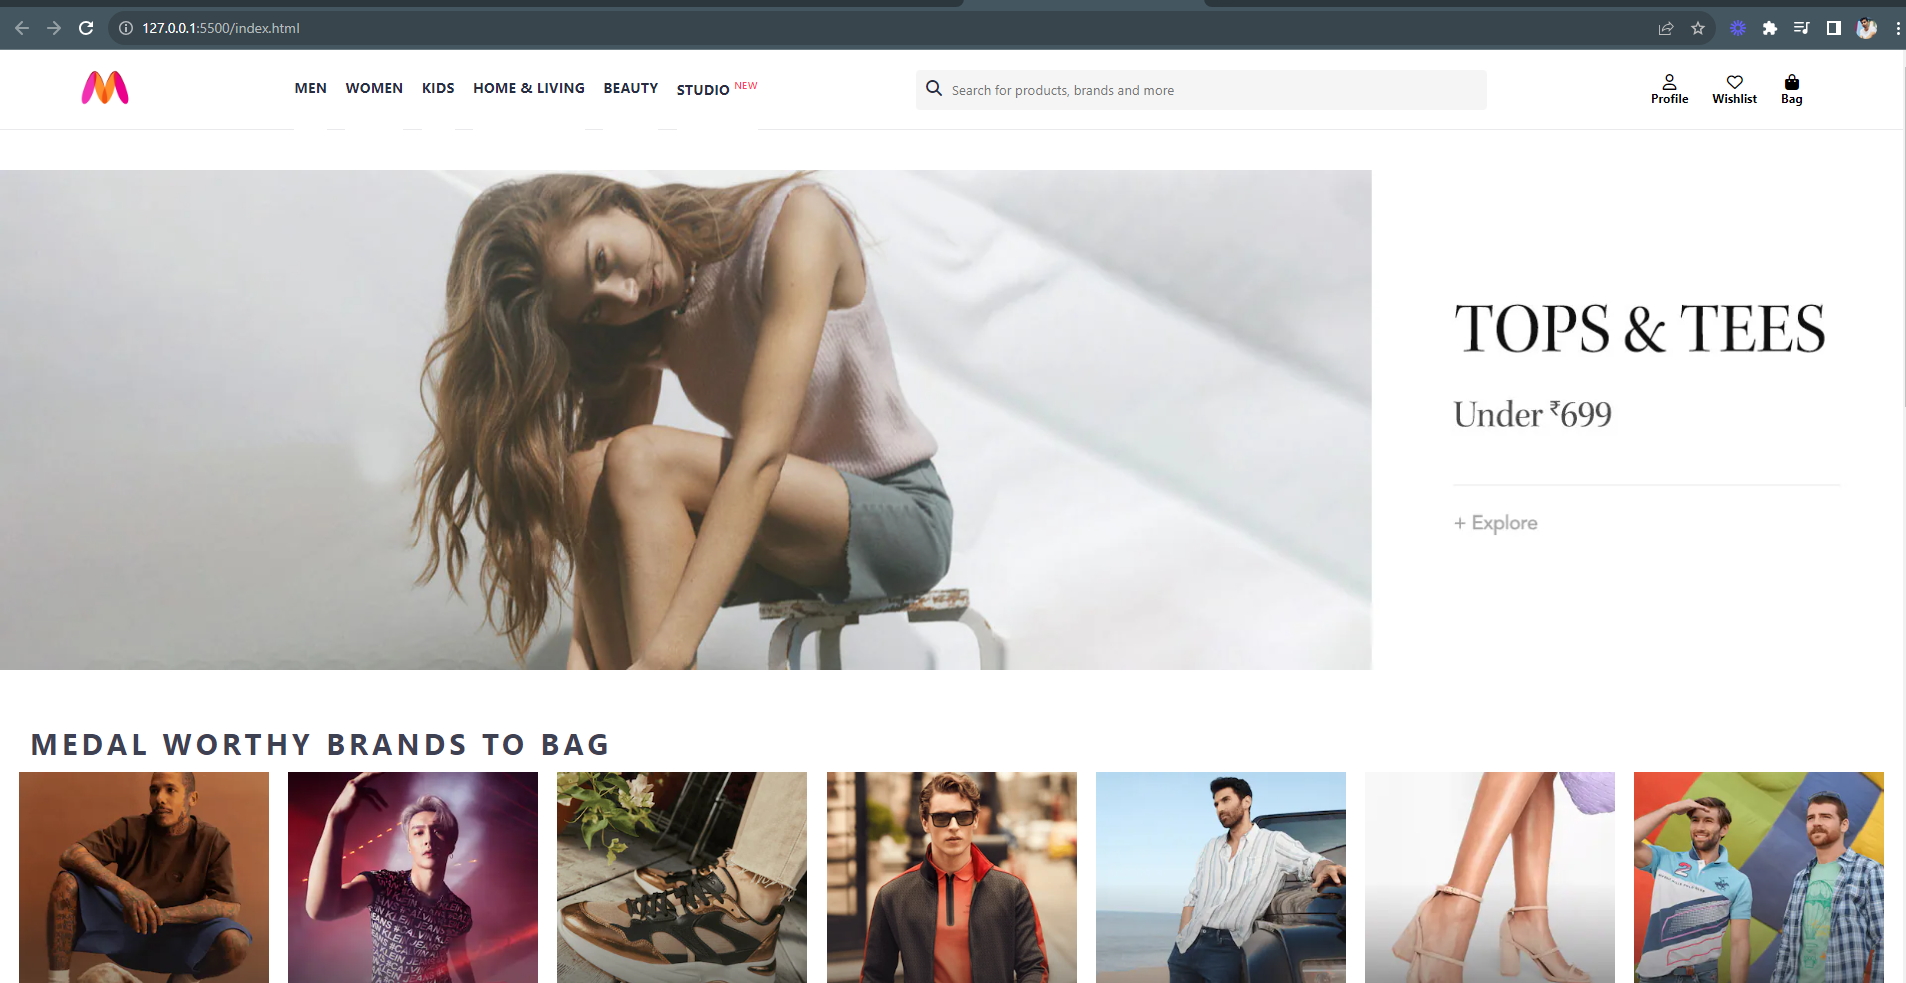 127.0.0.1:5500/index.html
MEN WOMEN KIDS HOME & LIVING BEAUTY STUDIO NEW
Search for products, brands and more
Profile Wishlist Bag
TOPS & TEES
Under ₹699
+ Explore
MEDAL WORTHY BRANDS TO BAG